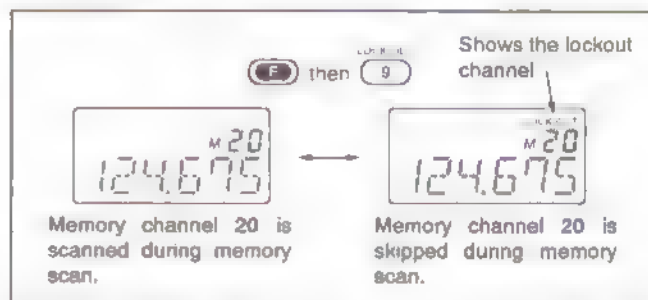 Shows the lockout
channel
F then 9
M 20
124.675
M 20
124.675
Memory channel 20 is
scanned during memory
scan.
Memory channel 20 is
skipped during memory
scan.